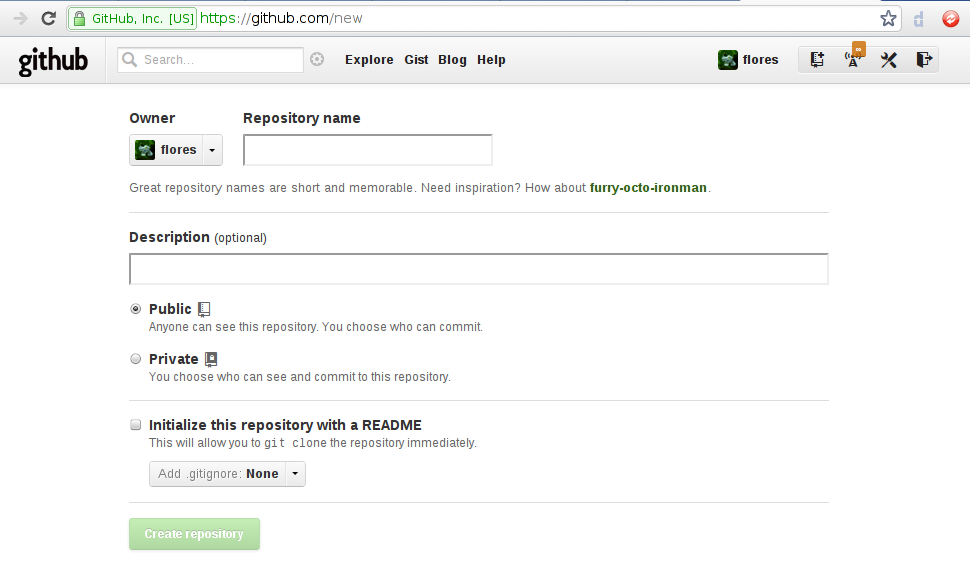 GitHub, Inc. [US] https://github.com/new
github Search... Explore Gist Blog Help flores
Owner Repository name
flores
Great repository names are short and memorable. Need inspiration? How about furry-octo-ironman.
Description (optional)
Public
Anyone can see this repository. You choose who can commit.
Private
You choose who can see and commit to this repository.
Initialize this repository with a README
This will allow you to git clone the repository immediately.
Add .gitignore: None
Create repository